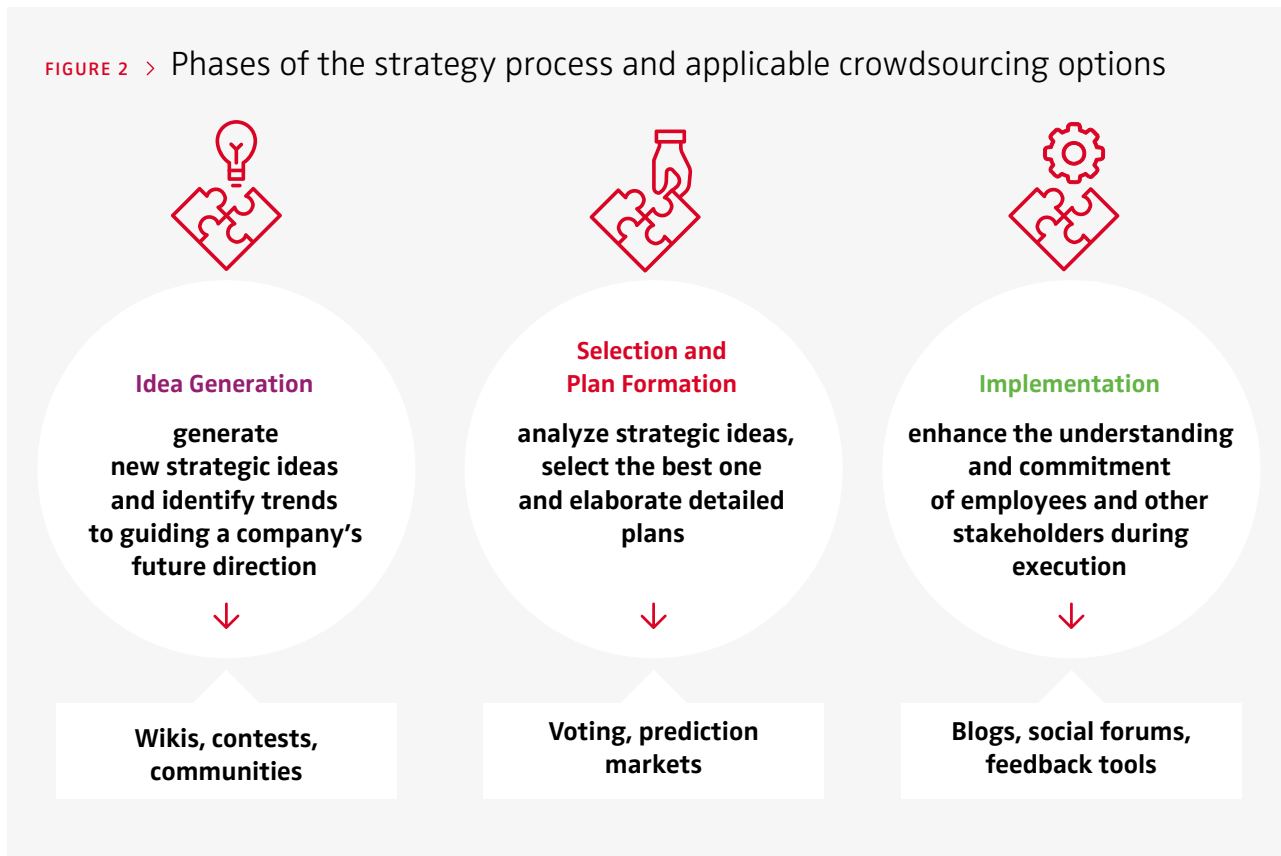 FIGURE 2 > Phases of the strategy process and applicable crowdsourcing options
Idea Generation
generate
new strategic ideas
and identify trends
to guiding a company's
future direction
Wikis, contests,
communities
Selection and
Plan Formation
analyze strategic ideas,
select the best one
and elaborate detailed
plans
Voting, prediction
markets
Implementation
enhance the understanding
and commitment
of employees and other
stakeholders during
execution
Blogs, social forums,
feedback tools